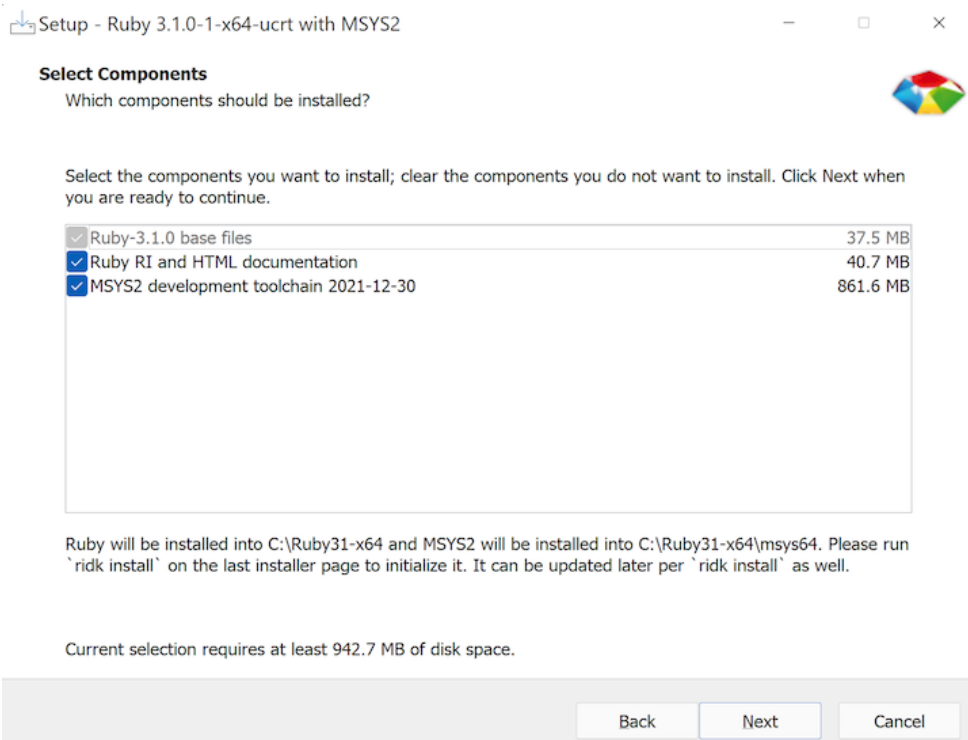 Setup - Ruby 3.1.0-1-x64-ucrt with MSYS2
Select Components
Which components should be installed?
Select the components you want to install; clear the components you do not want to install. Click Next when
you are ready to continue.
Ruby-3.1.0 base files 37.5 MB
Ruby RI and HTML documentation 40.7 MB
MSYS2 development toolchain 2021-12-30 861.6 MB
Ruby will be installed into C:\Ruby31-x64 and MSYS2 will be installed into C:\Ruby31-x64\msys64. Please run
`ridk install` on the last installer page to initialize it. It can be updated later per `ridk install` as well.
Current selection requires at least 942.7 MB of disk space.
Back Next Cancel